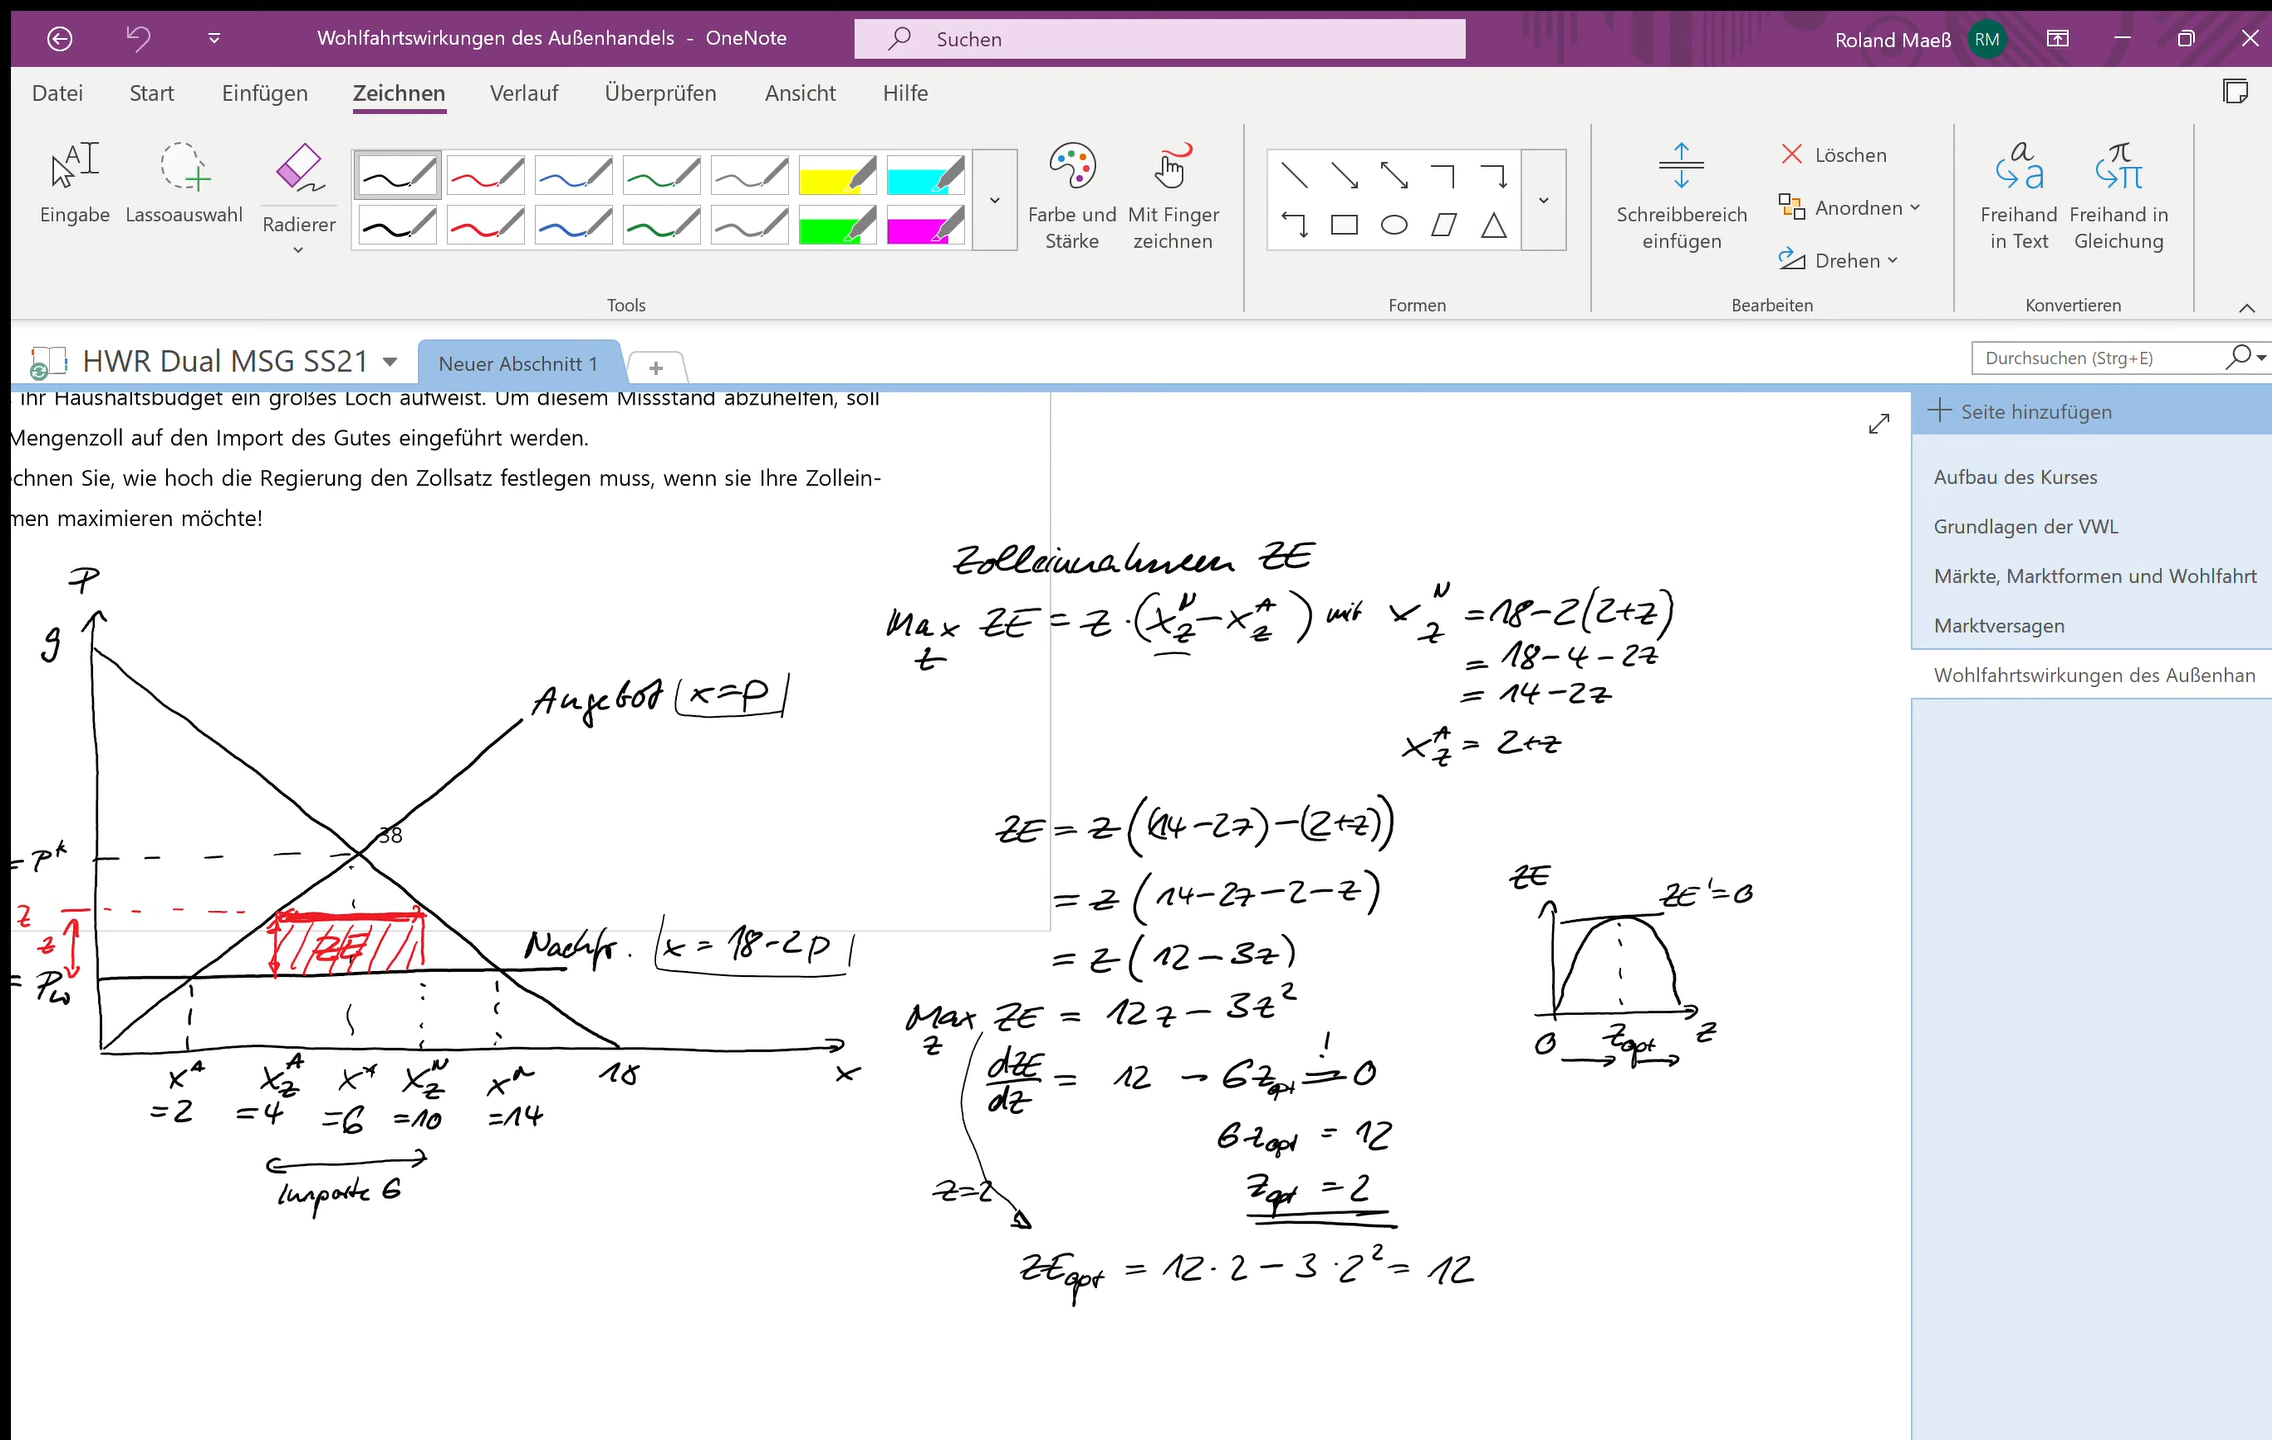 Wohlfahrtswirkungen des Außenhandels - OneNote
Suchen
Roland Maeß
RM
Datei Start Einfügen Zeichnen Verlauf Überprüfen Ansicht Hilfe
Eingabe
Lassoauswahl
Radierer
Farbe und Stärke
Mit Finger zeichnen
Schreibbereich einfügen
Löschen
Anordnen
Drehen
Freihand in Text
Freihand in Gleichung
Tools
Formen
Bearbeiten
Konvertieren
HWR Dual MSG SS21
Neuer Abschnitt 1
Durchsuchen (Strg+E)
Seite hinzufügen
Aufbau des Kurses
Grundlagen der VWL
Märkte, Marktformen und Wohlfahrt
Marktversagen
Wohlfahrtswirkungen des Außenhan
ihr Haushaltsbudget ein großes Loch aufweist. Um diesem Missstand abzuhelfen, soll
Mengenzoll auf den Import des Gutes eingeführt werden.
chnen Sie, wie hoch die Regierung den Zollsatz festlegen muss, wenn sie Ihre Zollein-
men maximieren möchte!
P
9
Angebot x=p
38
= P*
z
z
ZE
Nachfr. x = 18-2p
= Pw
x^A x_z^A x* x_z^N x^N 18 x
=2 =4 =6 =10 =14
Importe 6
Zolleinnahmen ZE
Max ZE = z·(x_z^N - x_z^A) mit x_z^N = 18-2(2+z)
z
= 18-4-2z
= 14-2z
x_z^A = 2+z
ZE = z((14-2z)-(2+z))
= z(14-2z-2-z)
= z(12-3z)
Max ZE = 12z-3z²
z
dZE/dz = 12 - 6z_opt = 0
!
6z_opt = 12
z_opt = 2
z=2
ZE_opt = 12·2-3·2² = 12
ZE
ZE'=0
0 z_opt z